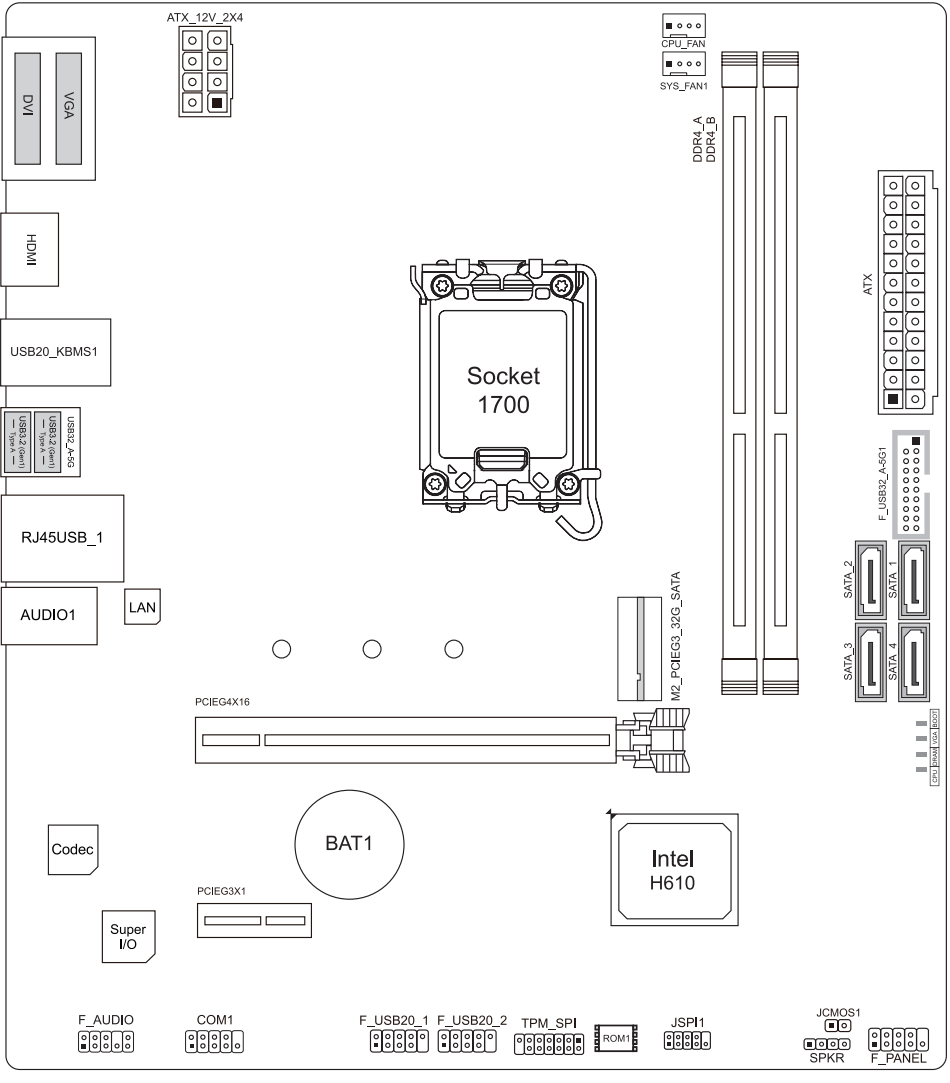 ATX_12V_2X4
CPU_FAN
SYS_FAN1
DVI
VGA
DDR4_A
DDR4_B
HDMI
ATX
USB20_KBMS1
Socket
1700
USB32_A-5G
USB3.2 (Gen1)
— Type A —
USB3.2 (Gen1)
— Type A —
F_USB32_A-5G1
RJ45USB_1
SATA_2
SATA_1
AUDIO1
LAN
M2_PCIEG3_32G_SATA
SATA_3
SATA_4
PCIEG4X16
CPU DRAM VGA BOOT
BAT1
Codec
Intel
H610
PCIEG3X1
Super
I/O
F_AUDIO
COM1
F_USB20_1
F_USB20_2
TPM_SPI
ROM1
JSPI1
JCMOS1
SPKR
F_PANEL